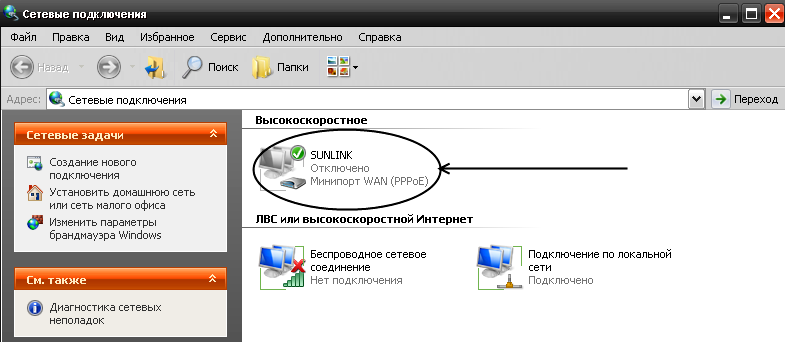 Сетевые подключения
Файл Правка Вид Избранное Сервис Дополнительно Справка
Назад Поиск Папки
Адрес: Сетевые подключения Переход
Сетевые задачи
Создание нового
подключения
Установить домашнюю сеть
или сеть малого офиса
Изменить параметры
брандмауэра Windows
См. также
Диагностика сетевых
неполадок
Высокоскоростное
SUNLINK
Отключено
Минипорт WAN (PPPoE)
ЛВС или высокоскоростной Интернет
Беспроводное сетевое
соединение
Нет подключения
Подключение по локальной
сети
Подключено